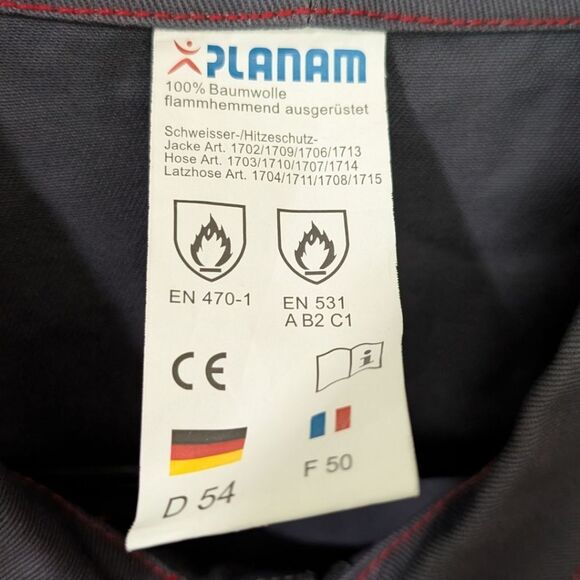 PLANAM
100% Baumwolle
flammhemmend ausgerüstet
Schweisser-/Hitzeschutz-
Jacke Art. 1702/1709/1706/1713
Hose Art. 1703/1710/1707/1714
Latzhose Art. 1704/1711/1708/1715
EN 470-1
EN 531
A B2 C1
CE
i
D 54
F 50